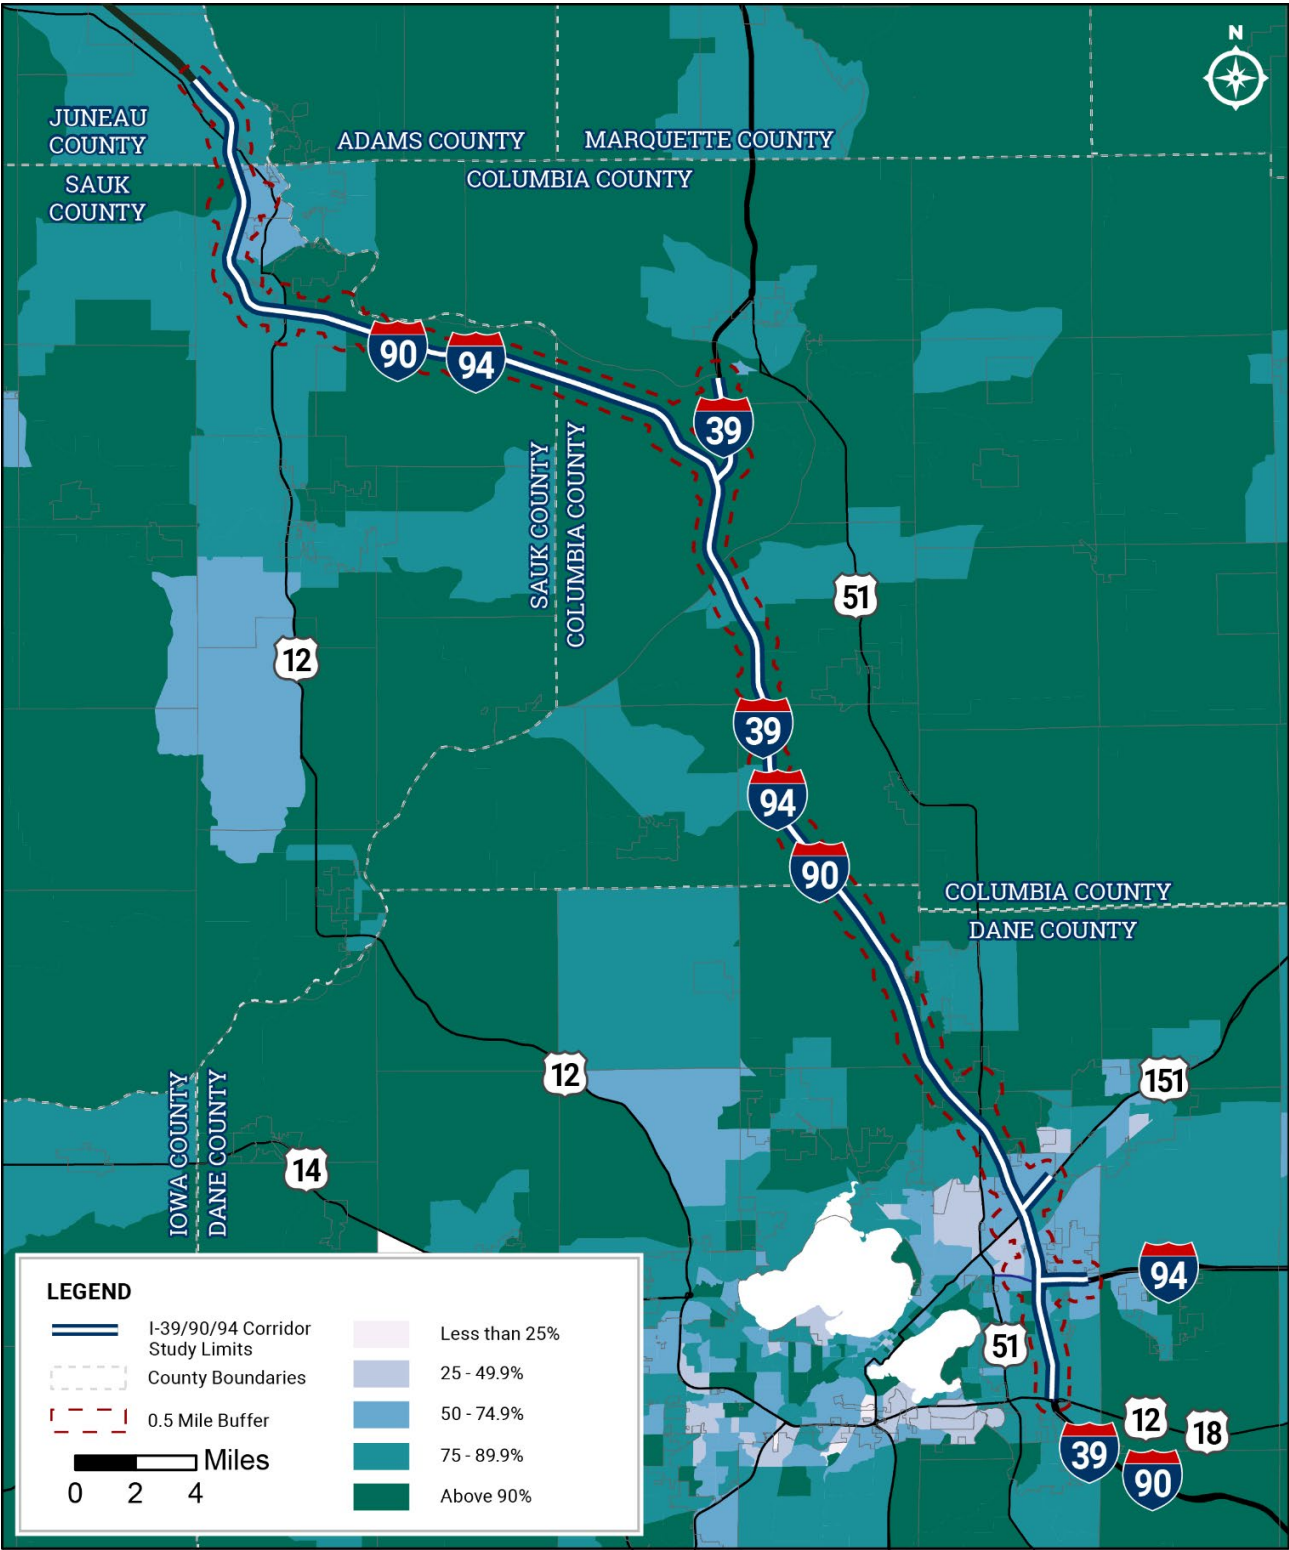 N
JUNEAU
COUNTY
ADAMS COUNTY
MARQUETTE COUNTY
SAUK
COUNTY
COLUMBIA COUNTY
90
94
39
SAUK COUNTY
COLUMBIA COUNTY
51
12
39
94
90
COLUMBIA COUNTY
DANE COUNTY
12
151
IOWA COUNTY
DANE COUNTY
14
94
51
12
18
39
90
LEGEND
I-39/90/94 Corridor
Study Limits
County Boundaries
0.5 Mile Buffer
Miles
0 2 4
Less than 25%
25 - 49.9%
50 - 74.9%
75 - 89.9%
Above 90%